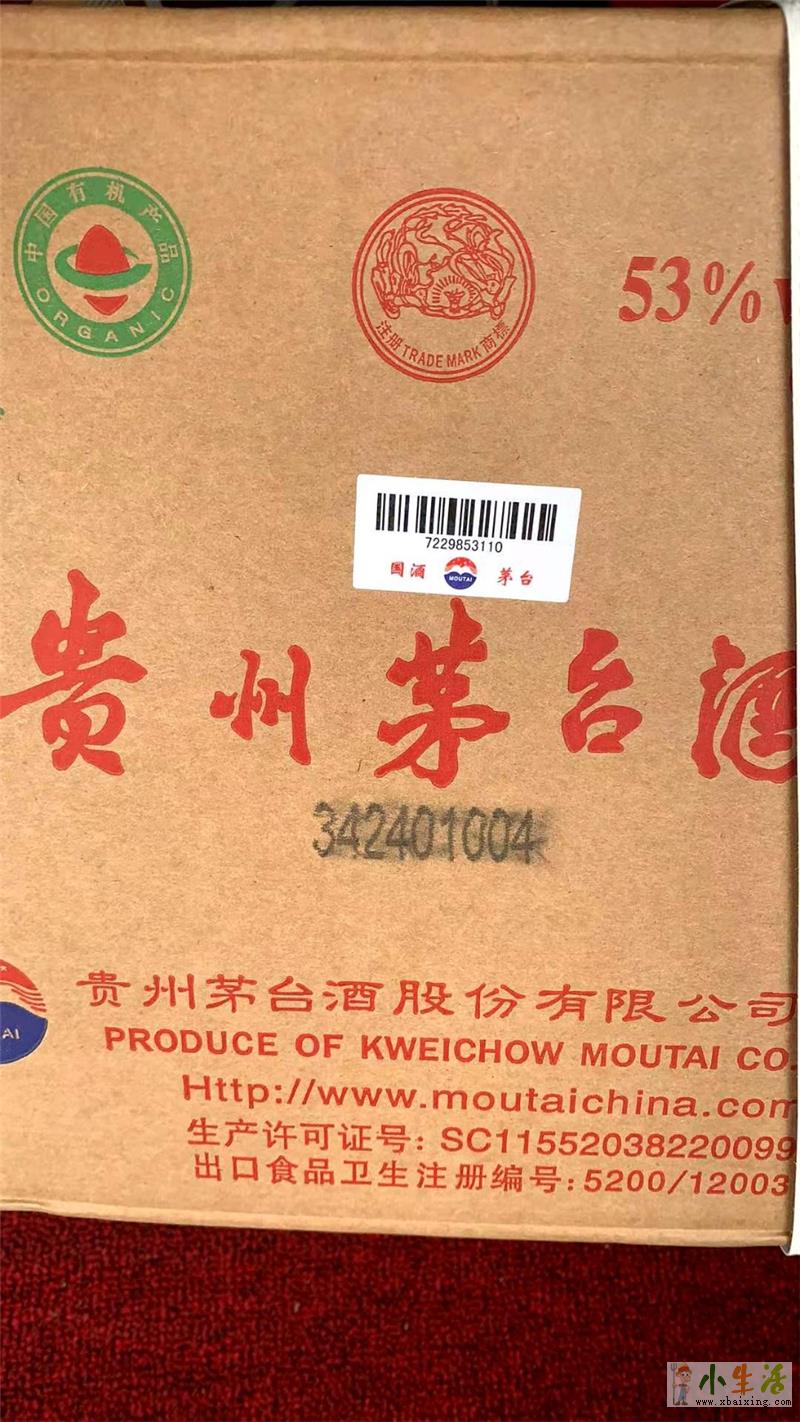 中国有机产品
ORGANIC
注册 TRADE MARK 商标
53%
7229853110
国酒 MOUTAI 茅台
贵州茅台酒
342401004
AI
贵州茅台酒股份有限公司
PRODUCE OF KWEICHOW MOUTAI CO.
Http://www.moutaichina.com
生产许可证号: SC11552038220099
出口食品卫生注册编号:5200/12003
小生活
www.xbaixing.com